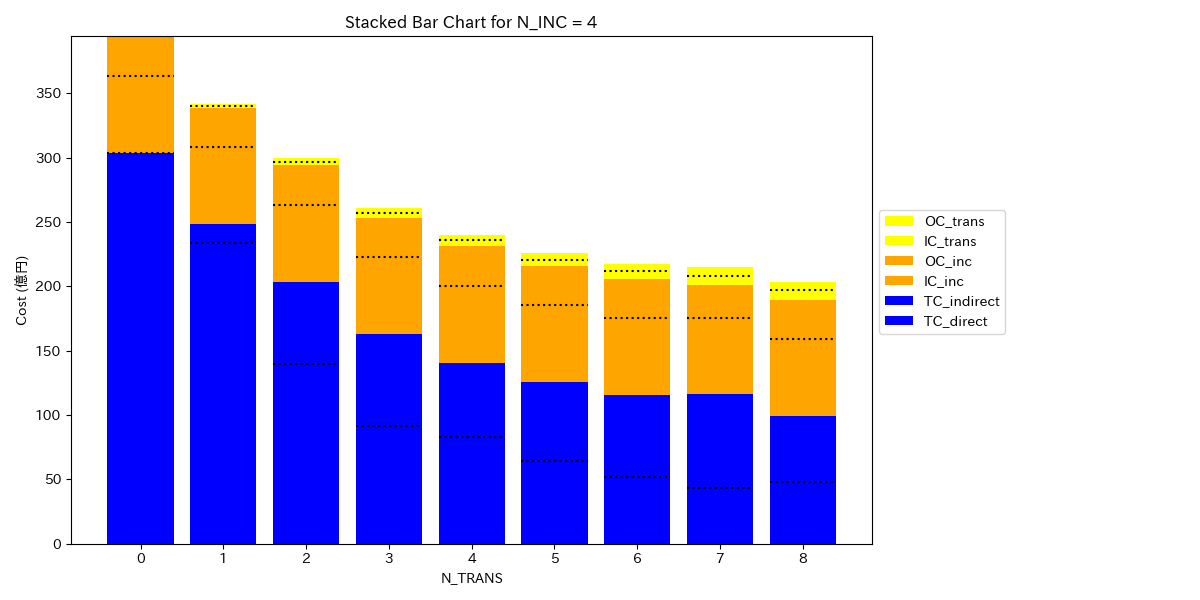 Stacked Bar Chart for N_INC = 4
Cost (億円)
350
300
250
200
150
100
50
0
0 1 2 3 4 5 6 7 8
N_TRANS
OC_trans
IC_trans
OC_inc
IC_inc
TC_indirect
TC_direct